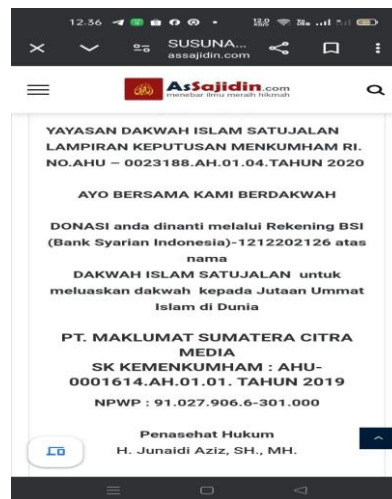 12.36
SUSUNA...
assajidin.com
AsSajidin.com
menebar ilmu meraih hikmah
YAYASAN DAKWAH ISLAM SATUJALAN
LAMPIRAN KEPUTUSAN MENKUMHAM RI.
NO.AHU – 0023188.AH.01.04.TAHUN 2020
AYO BERSAMA KAMI BERDAKWAH
DONASI anda dinanti melalui Rekening BSI
(Bank Syarian Indonesia)-1212202126 atas
nama
DAKWAH ISLAM SATUJALAN untuk
meluaskan dakwah kepada Jutaan Ummat
Islam di Dunia
PT. MAKLUMAT SUMATERA CITRA
MEDIA
SK KEMENKUMHAM : AHU-
0001614.AH.01.01. TAHUN 2019
NPWP : 91.027.906.6-301.000
Penasehat Hukum
H. Junaidi Aziz, SH., MH.